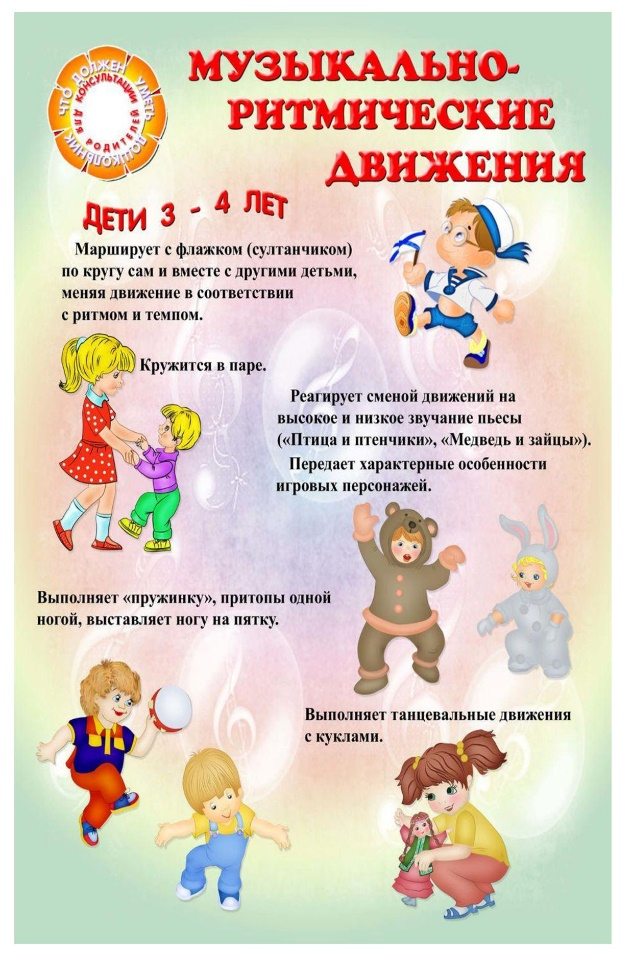 ЧТО ДОЛЖЕН УМЕТЬ
ДОШКОЛЬНИК
КОНСУЛЬТАЦИИ
ДЛЯ РОДИТЕЛЕЙ
МУЗЫКАЛЬНО-
РИТМИЧЕСКИЕ
ДВИЖЕНИЯ
ДЕТИ 3 - 4 ЛЕТ
Марширует с флажком (султанчиком)
по кругу сам и вместе с другими детьми,
меняя движение в соответствии
с ритмом и темпом.
Кружится в паре.
Реагирует сменой движений на
высокое и низкое звучание пьесы
(«Птица и птенчики», «Медведь и зайцы»).
Передает характерные особенности
игровых персонажей.
Выполняет «пружинку», притопы одной
ногой, выставляет ногу на пятку.
Выполняет танцевальные движения
с куклами.